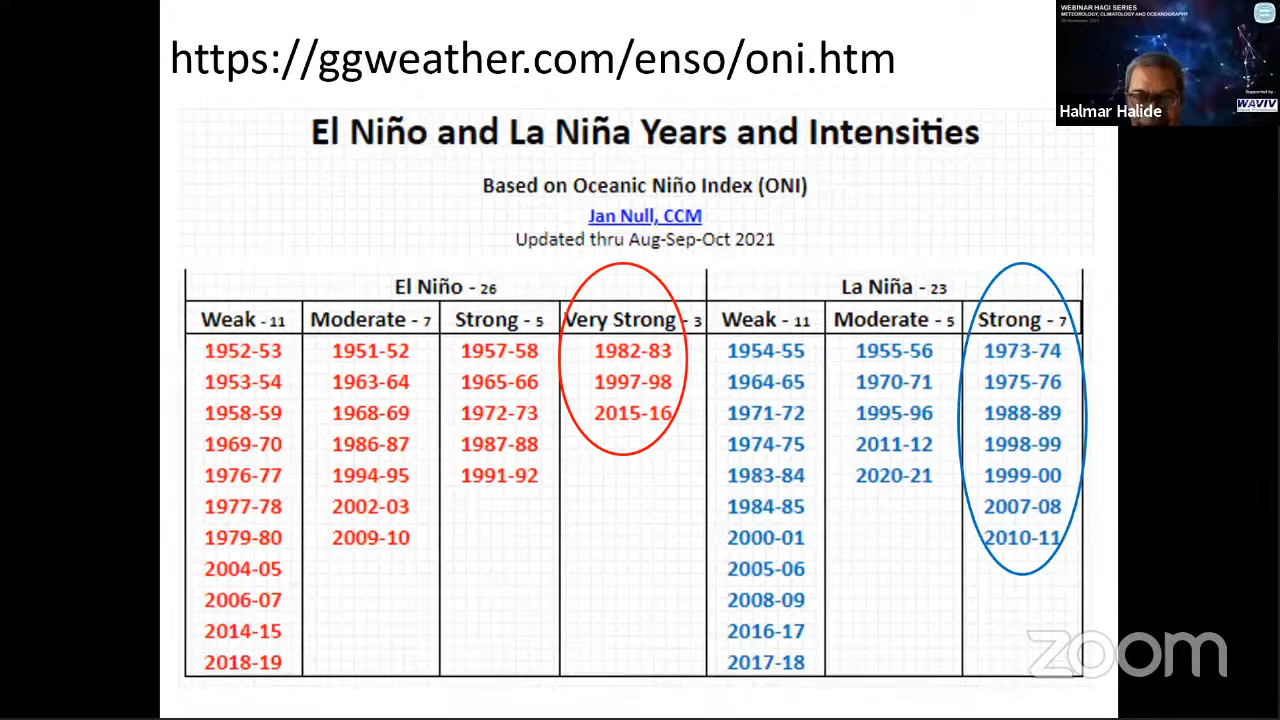 https://ggweather.com/enso/oni.htm
WEBINAR HAGI SERIES
METEOROLOGY, CLIMATOLOGY AND OCEANOGRAPHY
Supported by :
WAVIV
Halmar Halide
El Niño and La Niña Years and Intensities
Based on Oceanic Niño Index (ONI)
Jan Null, CCM
Updated thru Aug-Sep-Oct 2021
El Niño - 26 La Niña - 23
Weak - 11 Moderate - 7 Strong - 5 Very Strong - 3 Weak - 11 Moderate - 5 Strong - 7
1952-53 1951-52 1957-58 1982-83 1954-55 1955-56 1973-74
1953-54 1963-64 1965-66 1997-98 1964-65 1970-71 1975-76
1958-59 1968-69 1972-73 2015-16 1971-72 1995-96 1988-89
1969-70 1986-87 1987-88 1974-75 2011-12 1998-99
1976-77 1994-95 1991-92 1983-84 2020-21 1999-00
1977-78 2002-03 1984-85 2007-08
1979-80 2009-10 2000-01 2010-11
2004-05 2005-06
2006-07 2008-09
2014-15 2016-17
2018-19 2017-18
zoom